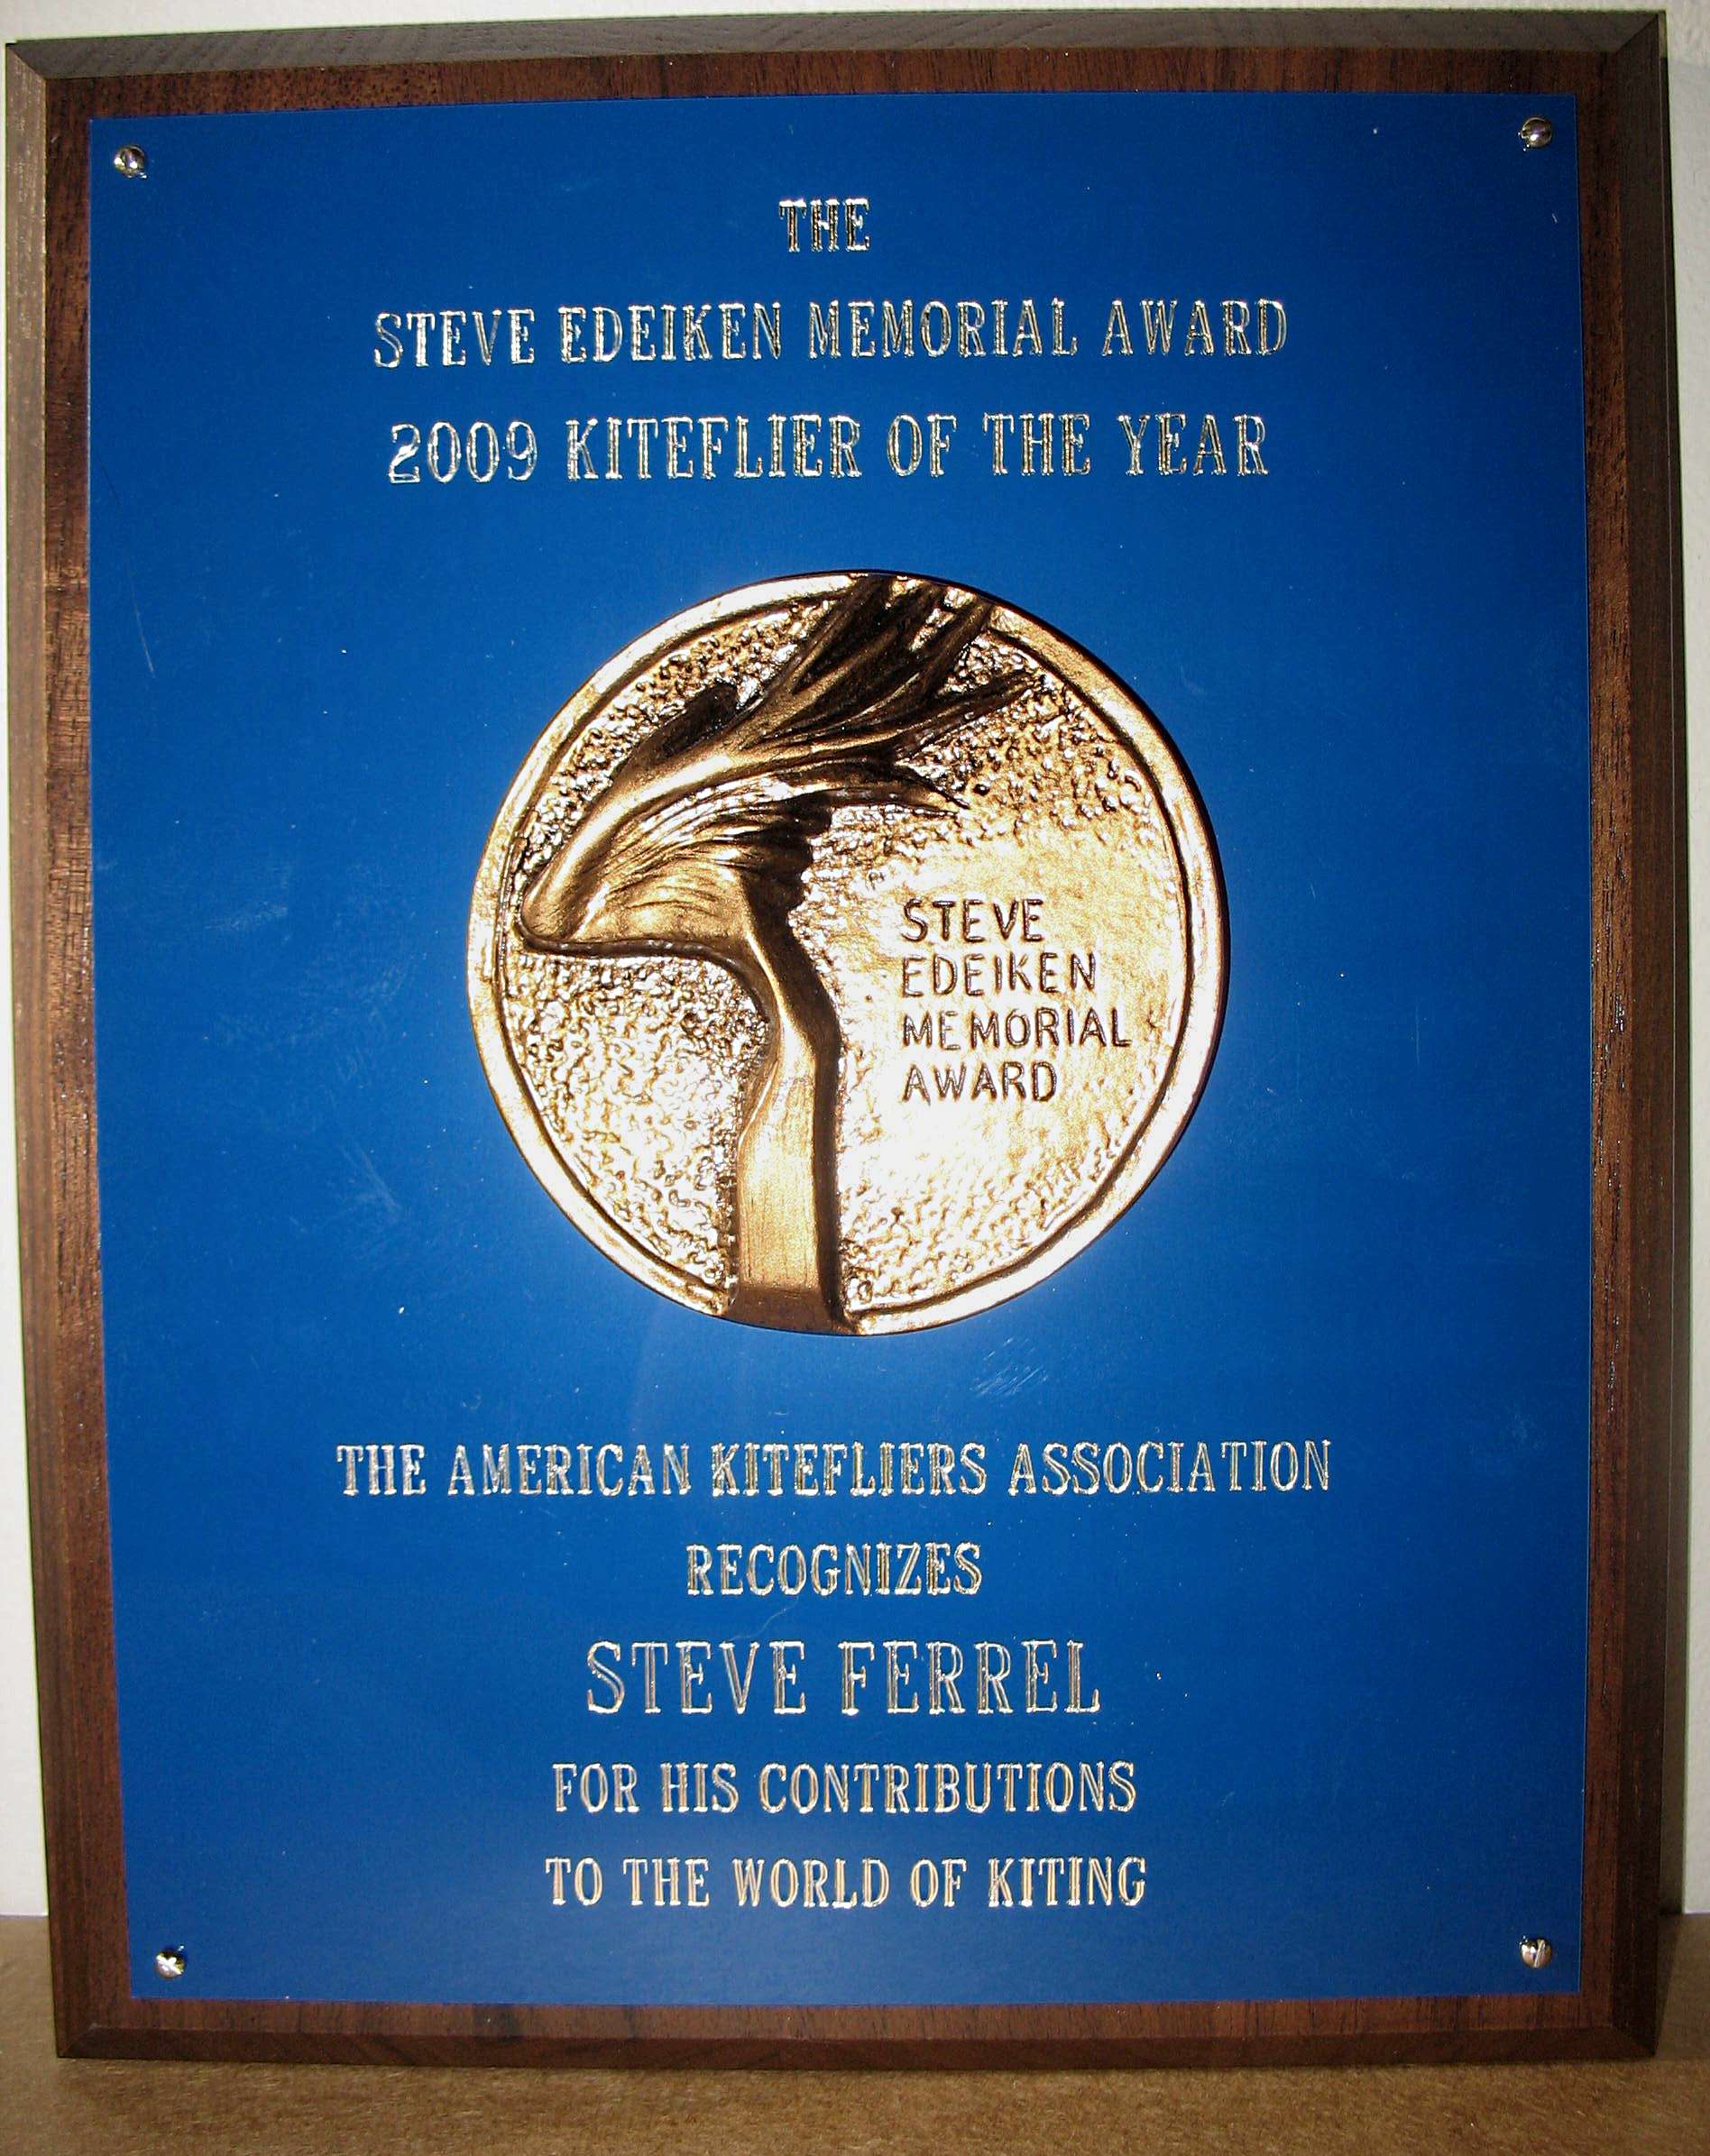 THE
STEVE EDEIKEN MEMORIAL AWARD
2009 KITEFLIER OF THE YEAR
STEVE
EDEIKEN
MEMORIAL
AWARD
THE AMERICAN KITEFLIERS ASSOCIATION
RECOGNIZES
STEVE FERREL
FOR HIS CONTRIBUTIONS
TO THE WORLD OF KITING